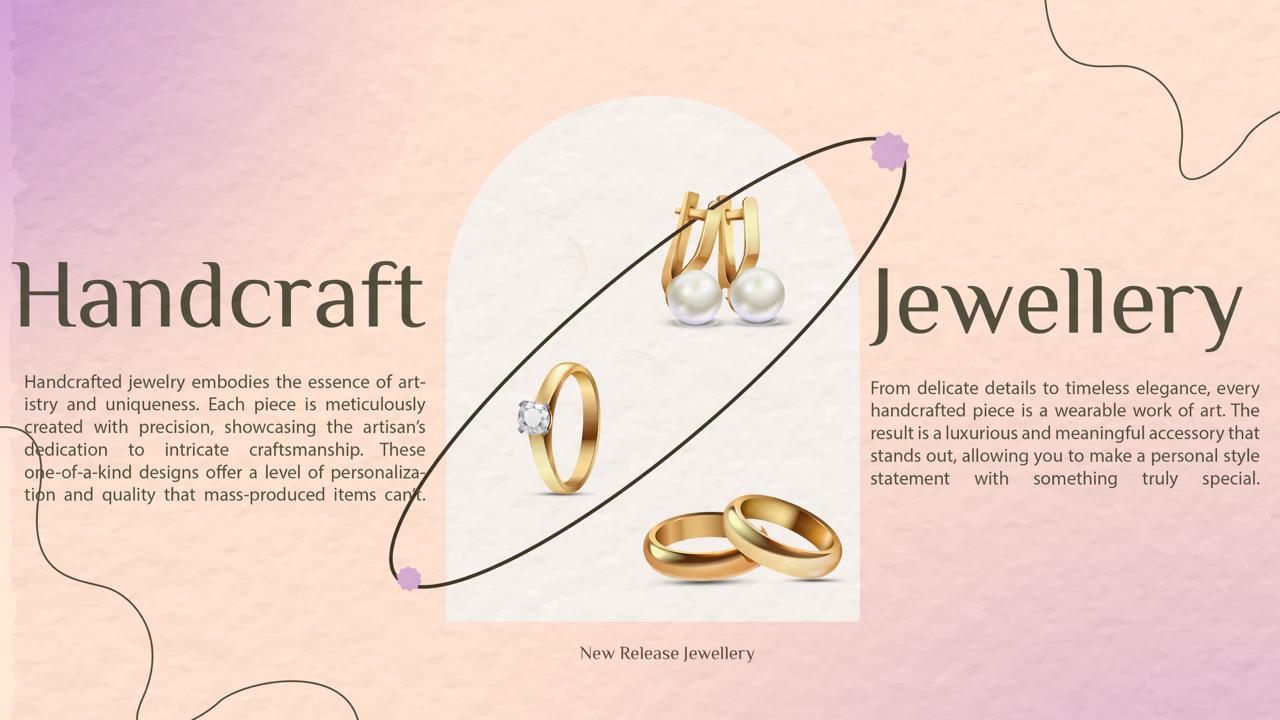 Handcraft
Handcrafted jewelry embodies the essence of art-
istry and uniqueness. Each piece is meticulously
created with precision, showcasing the artisan's
dedication to intricate craftsmanship. These
one-of-a-kind designs offer a level of personaliza-
tion and quality that mass-produced items can't.
Jewellery
From delicate details to timeless elegance, every
handcrafted piece is a wearable work of art. The
result is a luxurious and meaningful accessory that
stands out, allowing you to make a personal style
statement with something truly special.
New Release Jewellery